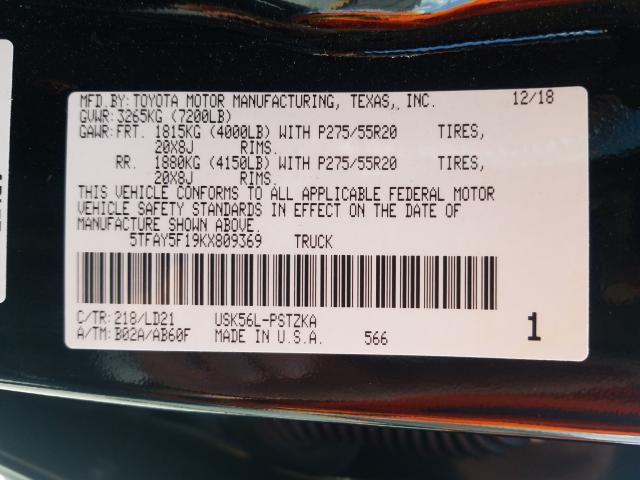 MFD.BY:TOYOTA MOTOR MANUFACTURING, TEXAS, INC. 12/18
GVWR:3265KG (7200LB)
GAWR:FRT. 1815KG (4000LB) WITH P275/55R20 TIRES,
20X8J RIMS.
RR. 1880KG (4150LB) WITH P275/55R20 TIRES,
20X8J RIMS.
THIS VEHICLE CONFORMS TO ALL APPLICABLE FEDERAL MOTOR
VEHICLE SAFETY STANDARDS IN EFFECT ON THE DATE OF
MANUFACTURE SHOWN ABOVE.
5TFAY5F19KX809369 TRUCK
C/TR:218/LD21 USK56L-PSTZKA
A/TM:B02A/AB60F MADE IN U.S.A. 566 1